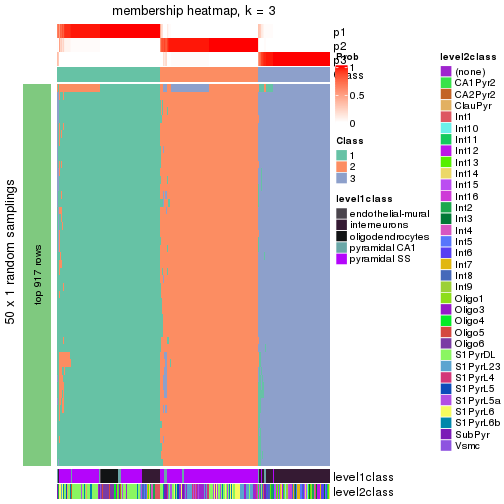 membership heatmap, k = 3
p1
p2
p3
Class
50 x 1 random samplings
top 917 rows
level1class
level2class
Prob
1
0.5
0
Class
1
2
3
level1class
endothelial-mural
interneurons
oligodendrocytes
pyramidal CA1
pyramidal SS
level2class
(none)
CA1Pyr2
CA2Pyr2
ClauPyr
Int1
Int10
Int11
Int12
Int13
Int14
Int15
Int16
Int2
Int3
Int4
Int5
Int6
Int7
Int8
Int9
Oligo1
Oligo3
Oligo4
Oligo5
Oligo6
S1PyrDL
S1PyrL23
S1PyrL4
S1PyrL5
S1PyrL5a
S1PyrL6
S1PyrL6b
SubPyr
Vsmc